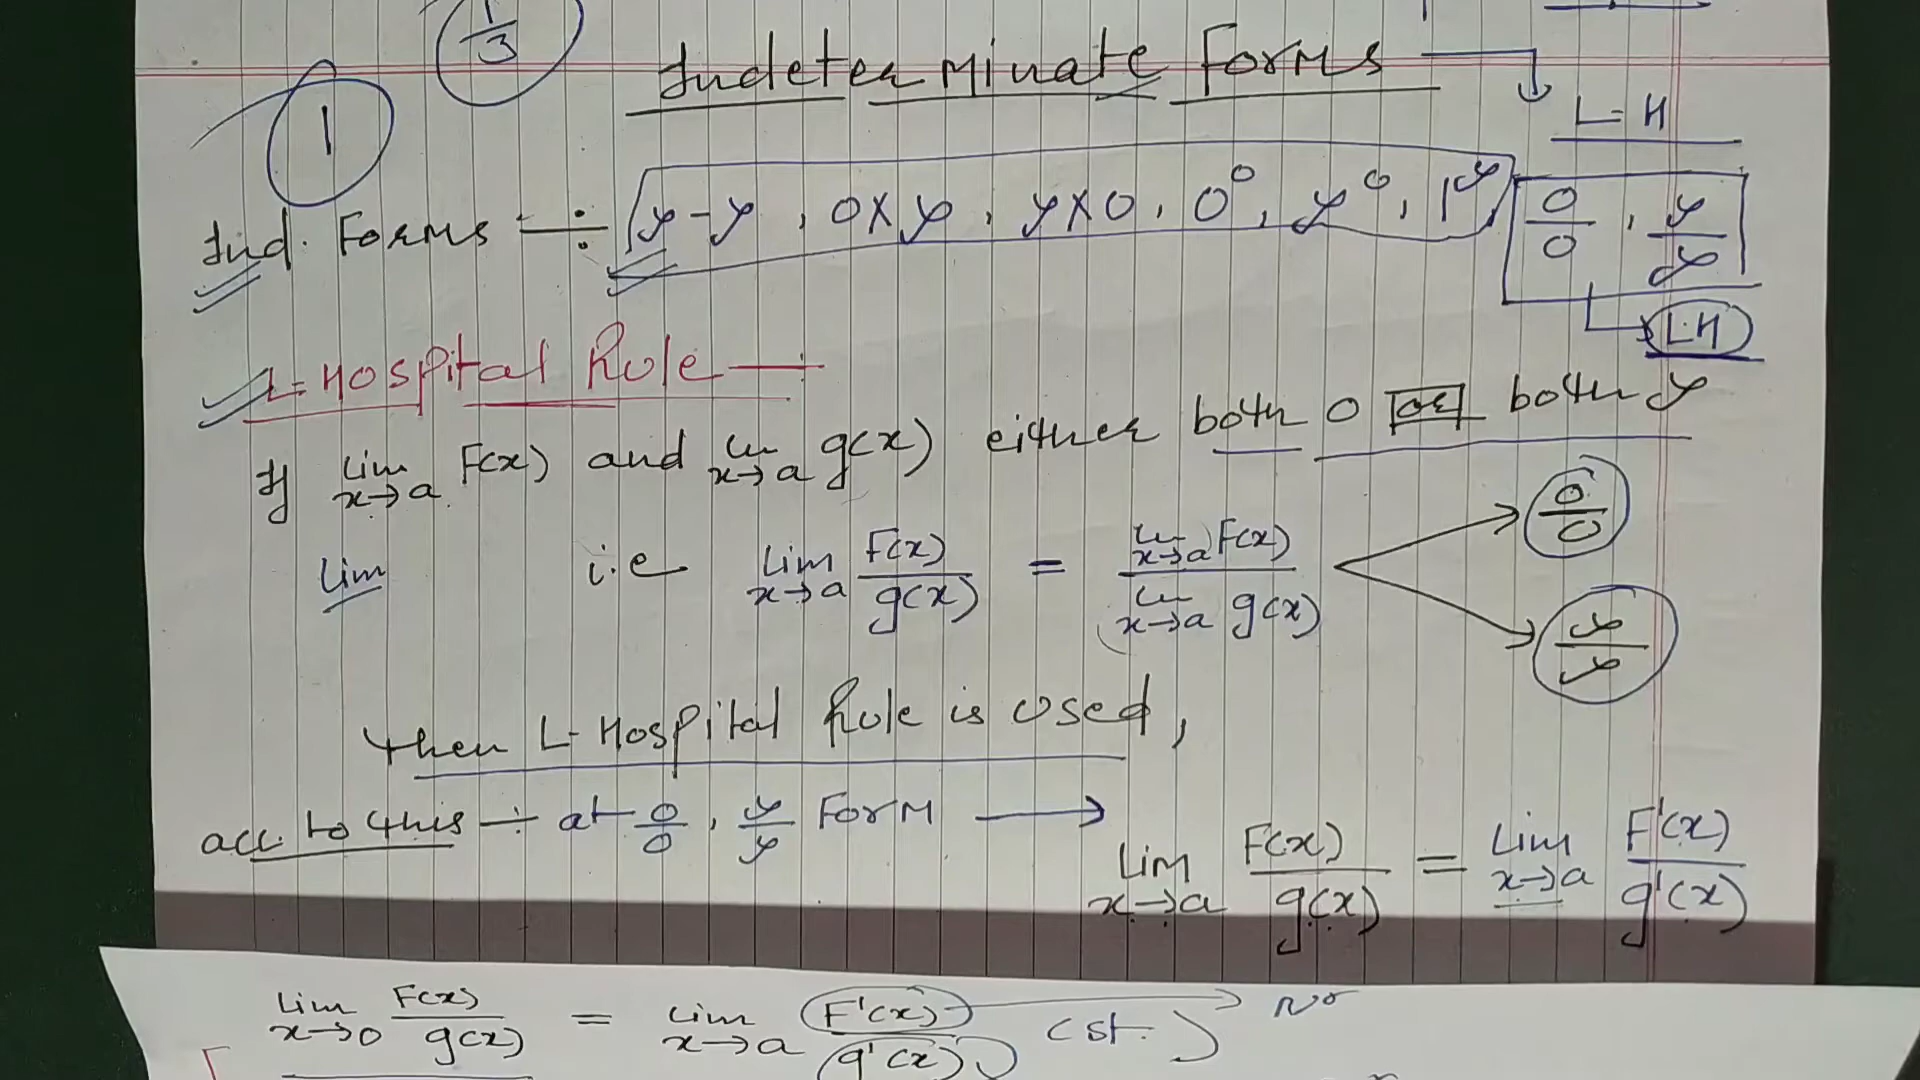 1/3
Indeterminate Forms → L-H
1
Ind. Forms ÷ ∞-∞, 0×∞, ∞×0, 0⁰, ∞⁰, 1^∞, 0/0, ∞/∞
L.H
L-Hospital Rule ÷
If lim x→a F(x) and lim x→a g(x) either both 0 or both ∞
Lim i.e Lim x→a F(x)/g(x) = lim x→a F(x) / lim x→a g(x) 0/0 ∞/∞
then L-Hospital Rule is used,
acc. to this ÷ at 0/0, ∞/∞ Form → Lim x→a F(x)/g(x) = Lim x→a F'(x)/g'(x)
Lim x→0 F(x)/g(x) = Lim x→a F'(x)/g'(x) (st.) Nr